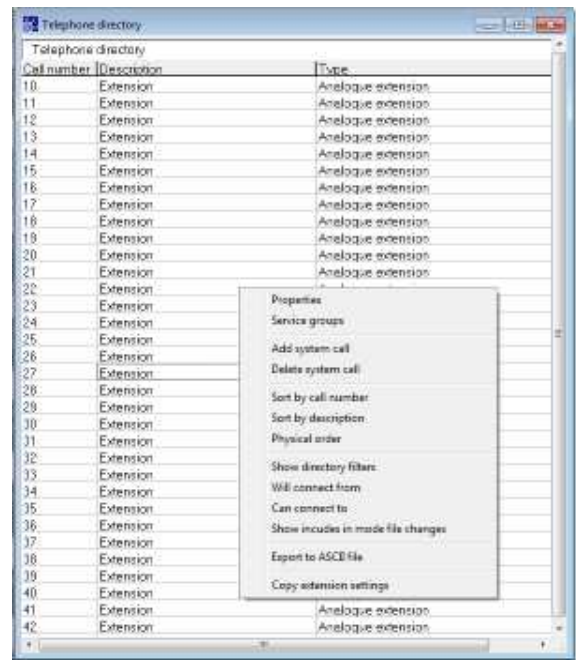 Telephone directory
Telephone directory
Call number Description Type
10 Extension Analogue extension
11 Extension Analogue extension
12 Extension Analogue extension
13 Extension Analogue extension
14 Extension Analogue extension
15 Extension Analogue extension
16 Extension Analogue extension
17 Extension Analogue extension
18 Extension Analogue extension
19 Extension Analogue extension
20 Extension Analogue extension
21 Extension Analogue extension
22 Extension
23 Extension
24 Extension
25 Extension
26 Extension
27 Extension
28 Extension
29 Extension
30 Extension
31 Extension
32 Extension
33 Extension
34 Extension
35 Extension
36 Extension
37 Extension
38 Extension
39 Extension
40 Extension
41 Extension Analogue extension
42 Extension Analogue extension
Properties
Service groups
Add system call
Delete system call
Sort by call number
Sort by description
Physical order
Show directory filters
Will connect from
Can connect to
Show incudes in mode file changes
Export to ASCII file
Copy extension settings